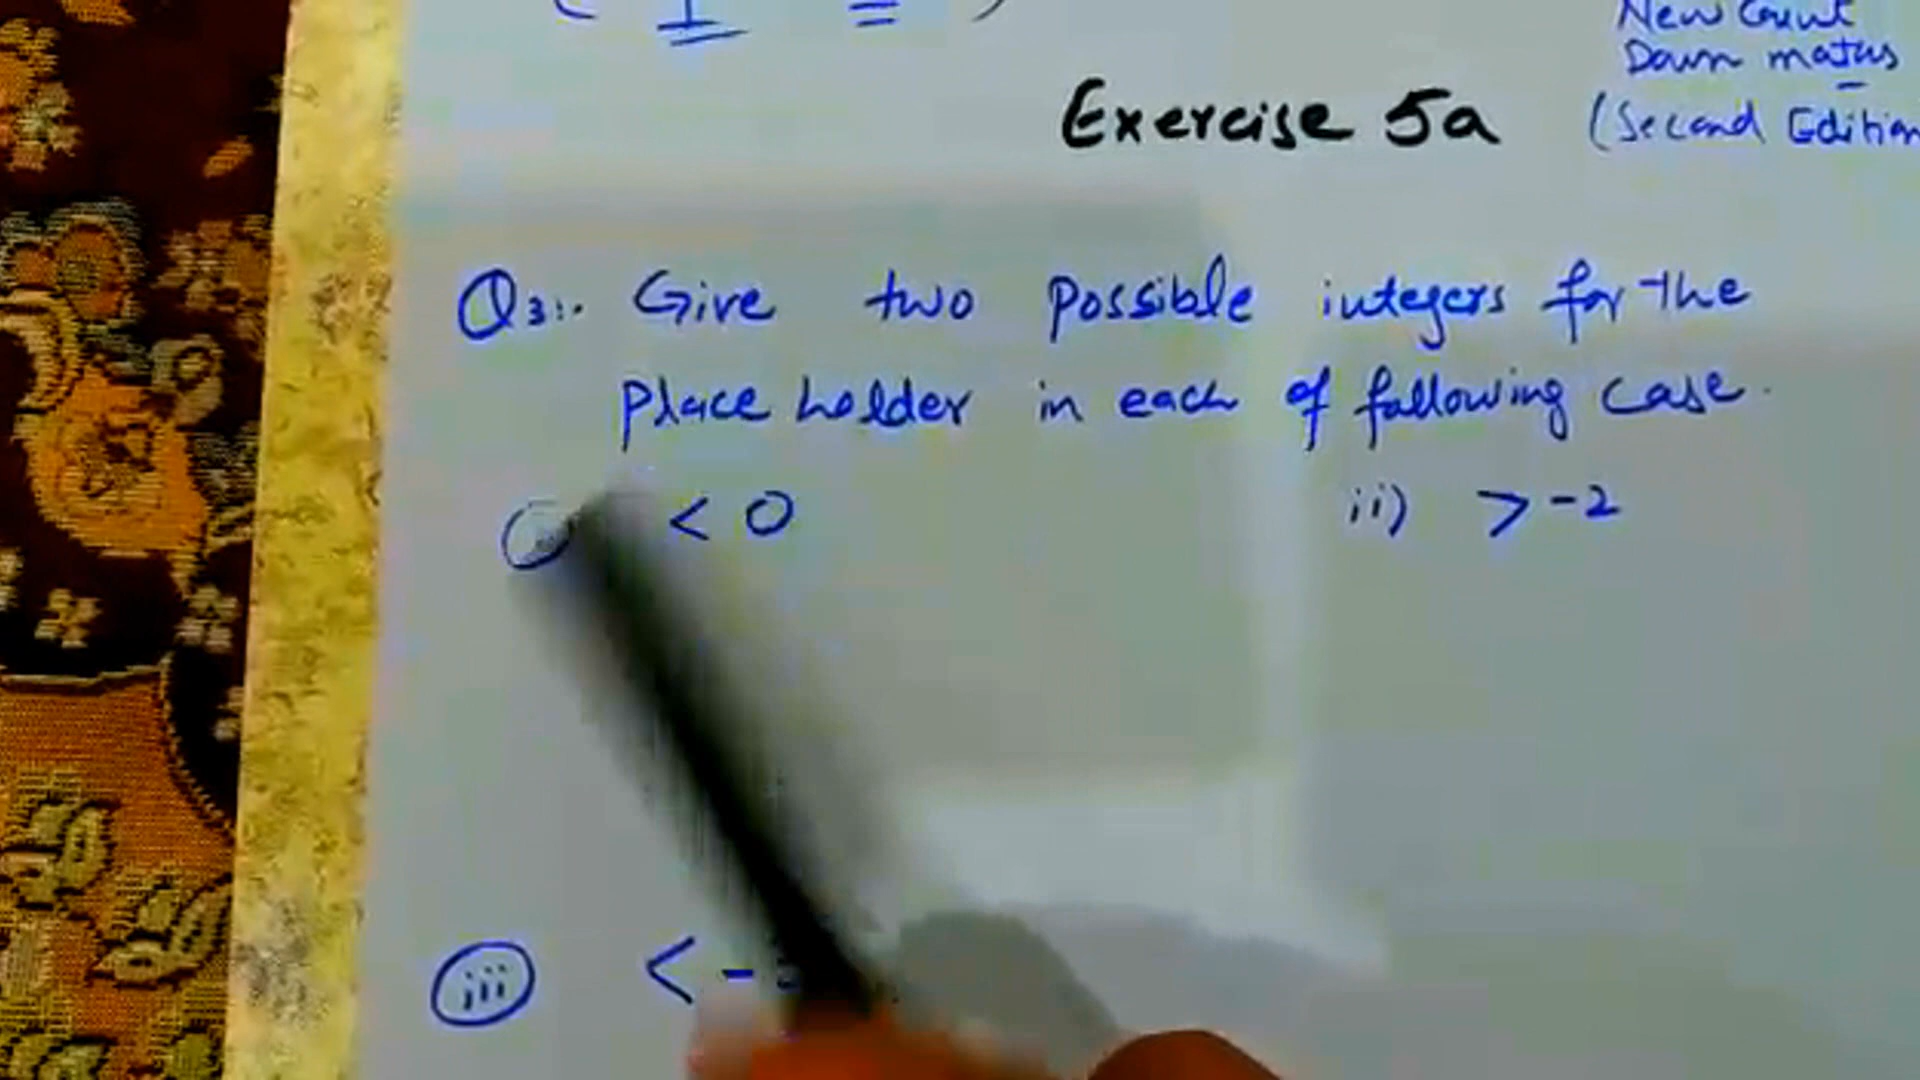 New Count
Down maths
Exercise 5a (Second Edition
Q3:- Give two possible integers for the
place holder in each of following case.
< 0 ii) > -2
iii < -